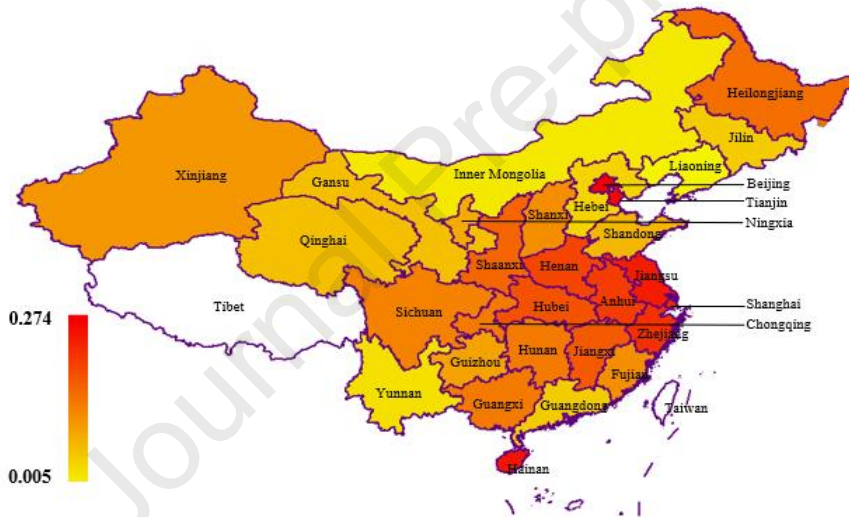 Journal Pre-p
Heilongjiang
Jilin
Liaoning
Inner Mongolia
Xinjiang
Gansu
Beijing
Tianjin
Hebei
Shanxi
Ningxia
Qinghai
Shandong
Shaanxi
Henan
Jiangsu
Tibet
Anhui
Shanghai
Sichuan
Hubei
Chongqing
0.274
Zhejiang
Hunan
Jiangxi
Guizhou
Fujian
Yunnan
Guangxi
Guangdong
Taiwan
Hainan
0.005